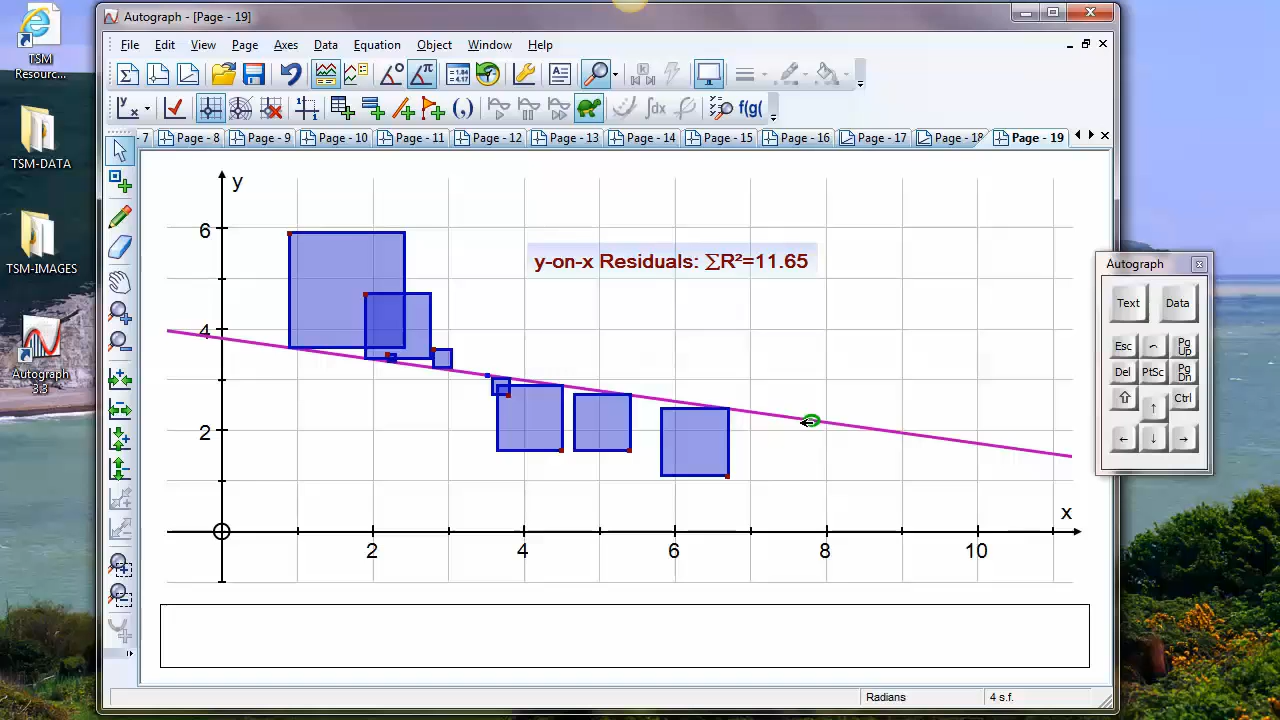 TSM
Resourc...
TSM-DATA
TSM-IMAGES
Autograph
3.3
Autograph - [Page - 19]
File Edit View Page Axes Data Equation Object Window Help
7 Page - 8 Page - 9 Page - 10 Page - 11 Page - 12 Page - 13 Page - 14 Page - 15 Page - 16 Page - 17 Page - 18 Page - 19
y
6
4
2
y-on-x Residuals: ∑R²=11.65
x
2 4 6 8 10
Radians 4 s.f.
Autograph
Text Data
Esc Pg Up
Del PtSc Pg Dn
Ctrl